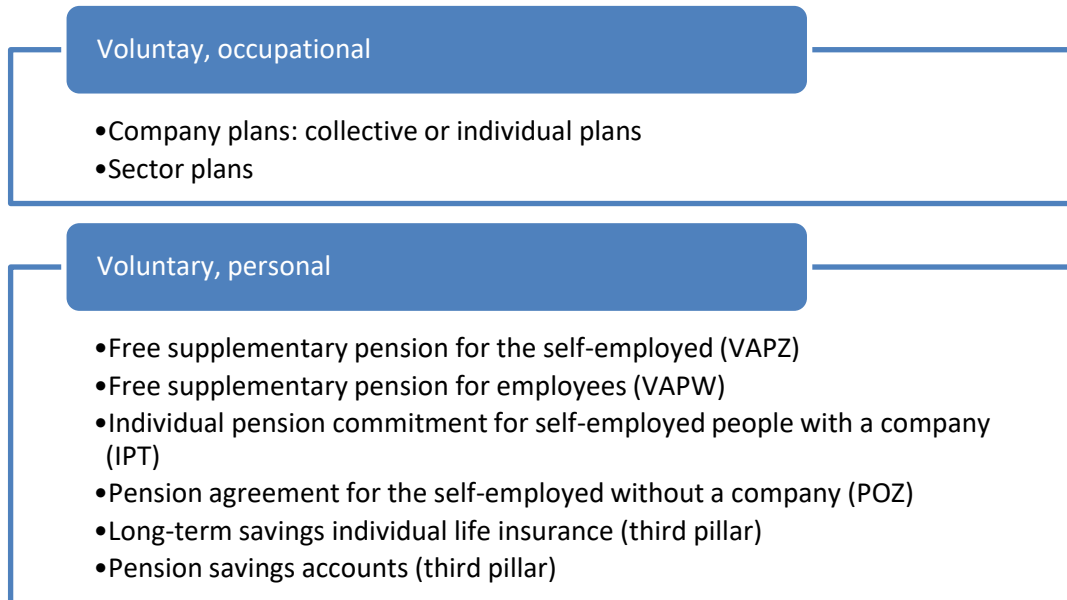 Voluntay, occupational
•Company plans: collective or individual plans
•Sector plans
Voluntary, personal
•Free supplementary pension for the self-employed (VAPZ)
•Free supplementary pension for employees (VAPW)
•Individual pension commitment for self-employed people with a company
(IPT)
•Pension agreement for the self-employed without a company (POZ)
•Long-term savings individual life insurance (third pillar)
•Pension savings accounts (third pillar)